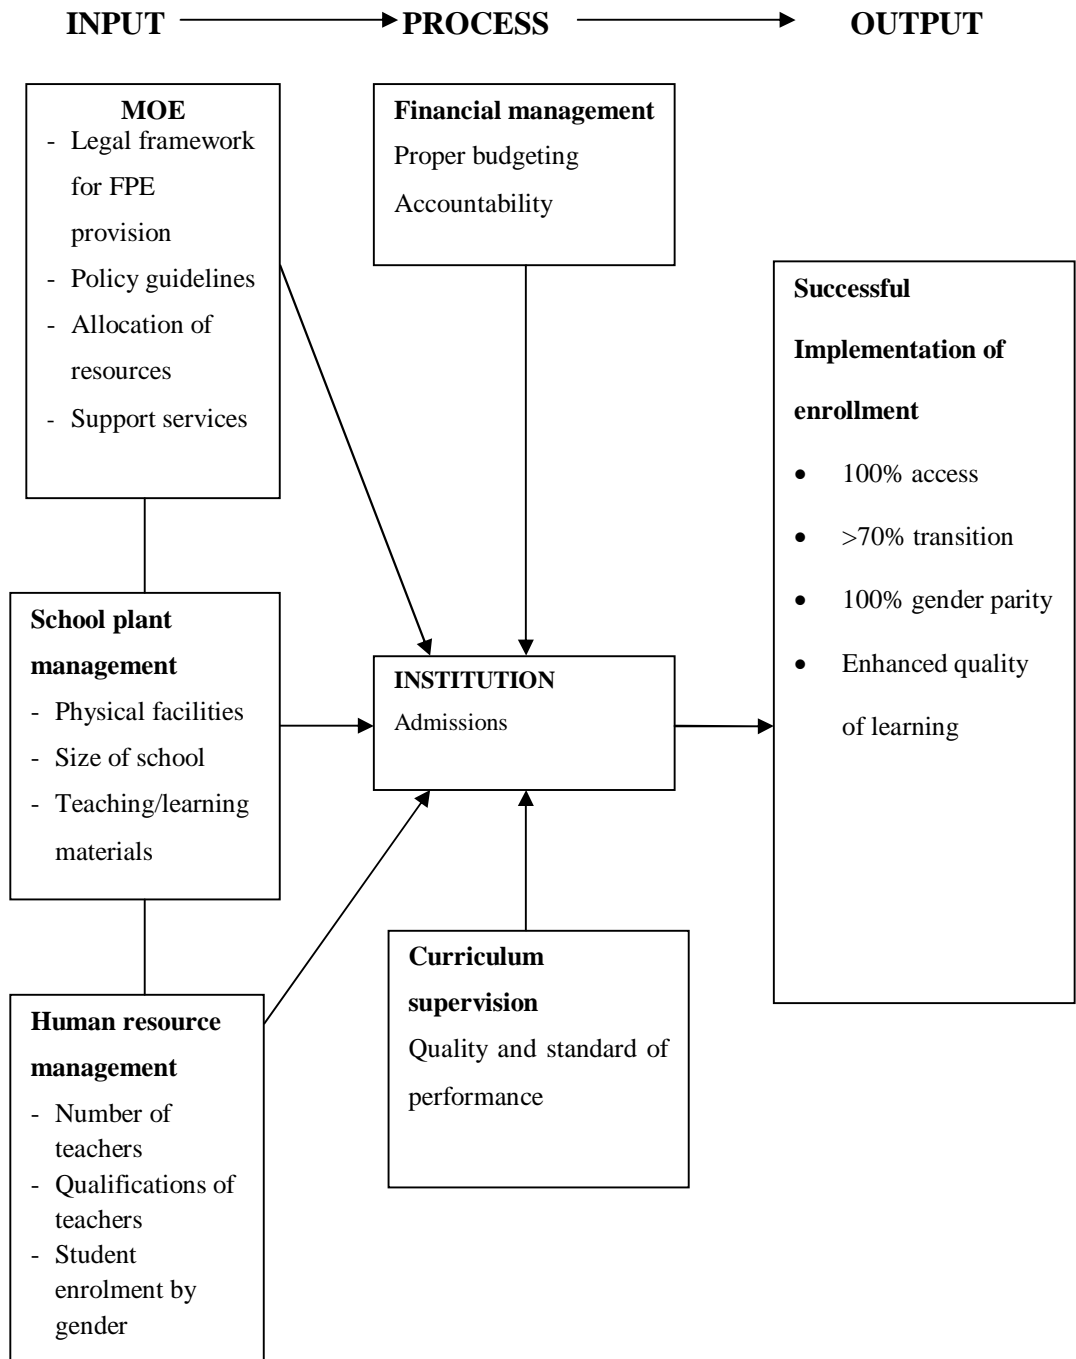 INPUT PROCESS OUTPUT
MOE
- Legal framework
for FPE
provision
- Policy guidelines
- Allocation of
resources
- Support services
School plant
management
- Physical facilities
- Size of school
- Teaching/learning
materials
Human resource
management
- Number of
teachers
- Qualifications of
teachers
- Student
enrolment by
gender
Financial management
Proper budgeting
Accountability
INSTITUTION
Admissions
Curriculum
supervision
Quality and standard of
performance
Successful
Implementation of
enrollment
• 100% access
• >70% transition
• 100% gender parity
• Enhanced quality
of learning